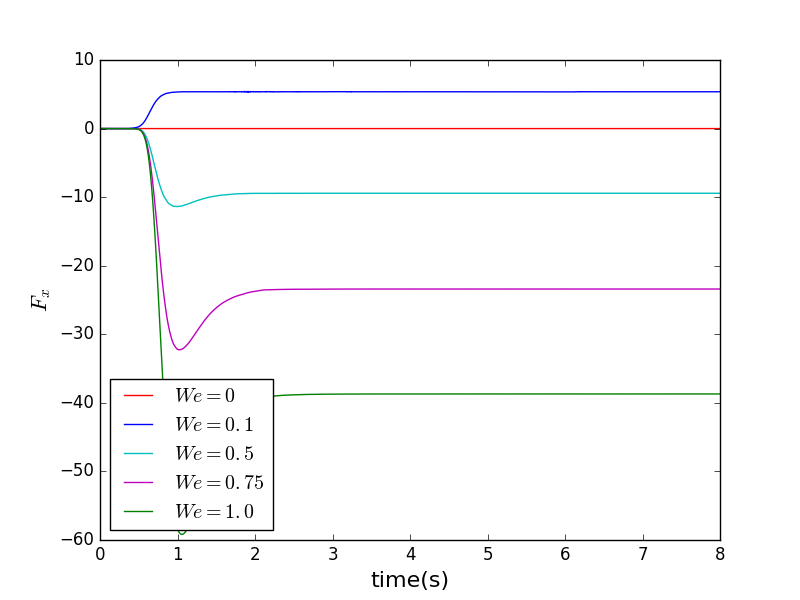 10
0
−10
−20
−30
−40
−50
−60
F_x
We = 0
We = 0.1
We = 0.5
We = 0.75
We = 1.0
0 1 2 3 4 5 6 7 8
time(s)